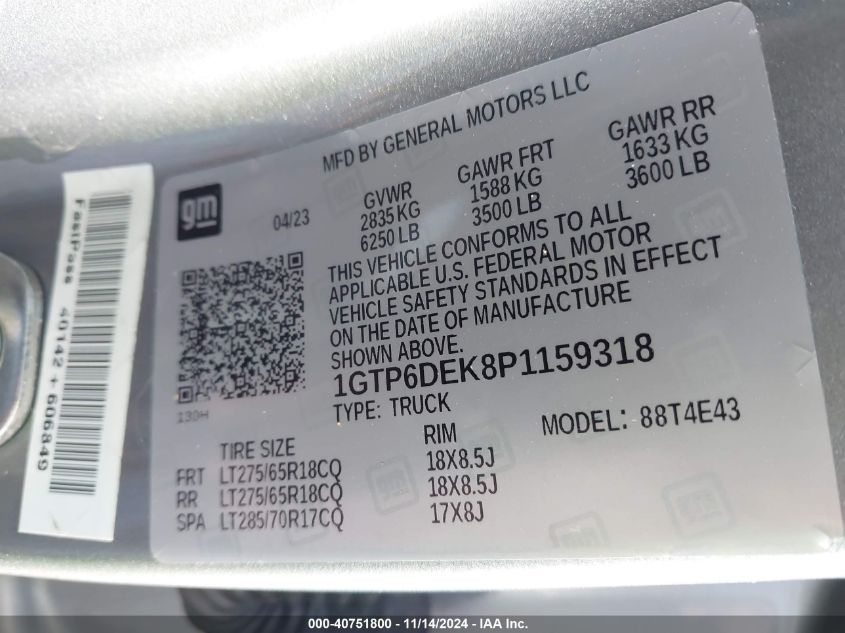 MFD BY GENERAL MOTORS LLC
gm
04/23
GVWR
2835 KG
6250 LB
GAWR FRT
1588 KG
3500 LB
GAWR RR
1633 KG
3600 LB
THIS VEHICLE CONFORMS TO ALL
APPLICABLE U.S. FEDERAL MOTOR
VEHICLE SAFETY STANDARDS IN EFFECT
ON THE DATE OF MANUFACTURE
SHOWN ABOVE.
1GTP6DEK8P1159318
TYPE: TRUCK
MODEL: 88T4E43
130H
TIRE SIZE RIM
FRT LT275/65R18CQ 18X8.5J
RR LT275/65R18CQ 18X8.5J
SPA LT285/70R17CQ 17X8J
FastPass 40142 + 606849
000-40751800 - 11/14/2024 - IAA Inc.